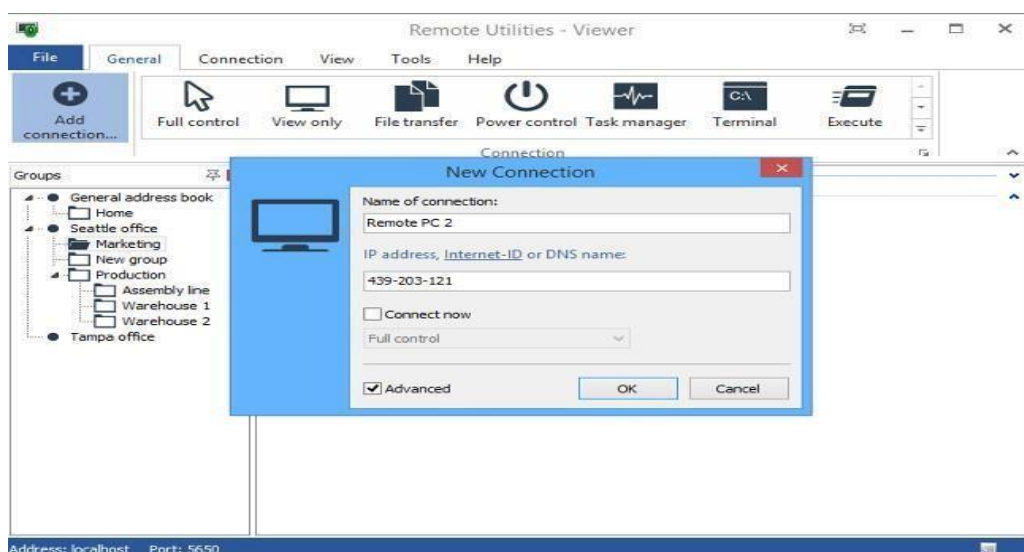 Remote Utilities - Viewer
File General Connection View Tools Help
Add connection...
Full control
View only
File transfer
Power control
Task manager
C:\
Terminal
Execute
Connection
Groups
General address book
Home
Seattle office
Marketing
New group
Production
Assembly line
Warehouse 1
Warehouse 2
Tampa office
New Connection
Name of connection:
Remote PC 2
IP address, Internet-ID or DNS name:
439-203-121
Connect now
Full control
Advanced
OK
Cancel
Address: localhost Port: 5650